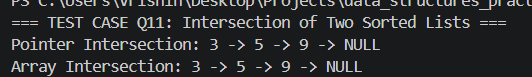 PS C:\Users\Vrishin\Desktop\Projects\data_structures_prac
=== TEST CASE Q11: Intersection of Two Sorted Lists ===
Pointer Intersection: 3 -> 5 -> 9 -> NULL
Array Intersection: 3 -> 5 -> 9 -> NULL